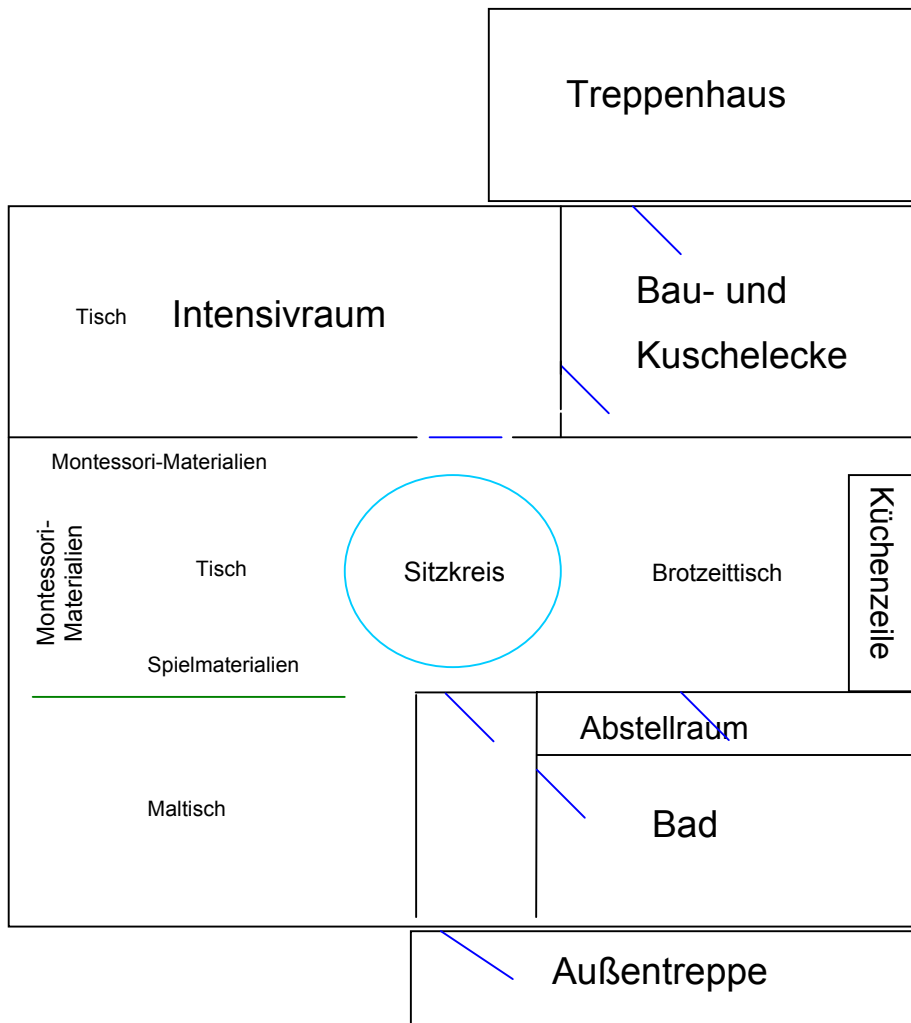 Treppenhaus
Bau- und
Kuschelecke
Tisch
Intensivraum
Montessori-Materialien
Montessori-
Materialien
Tisch
Sitzkreis
Brotzeittisch
Küchenzeile
Spielmaterialien
Abstellraum
Maltisch
Bad
Außentreppe